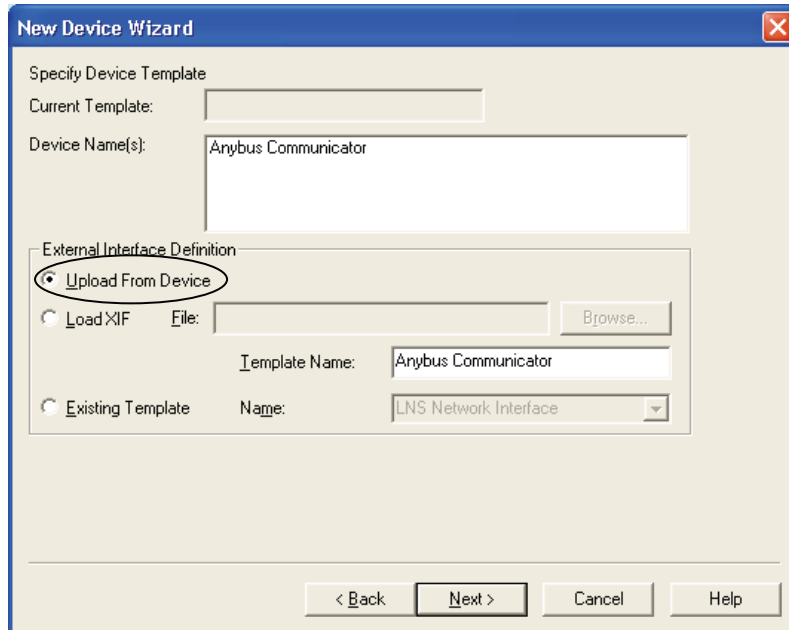 New Device Wizard
Specify Device Template
Current Template:
Device Name(s):
Anybus Communicator
External Interface Definition
Upload From Device
Load XIF File: Browse...
Template Name: Anybus Communicator
Existing Template Name: LNS Network Interface
< Back Next > Cancel Help